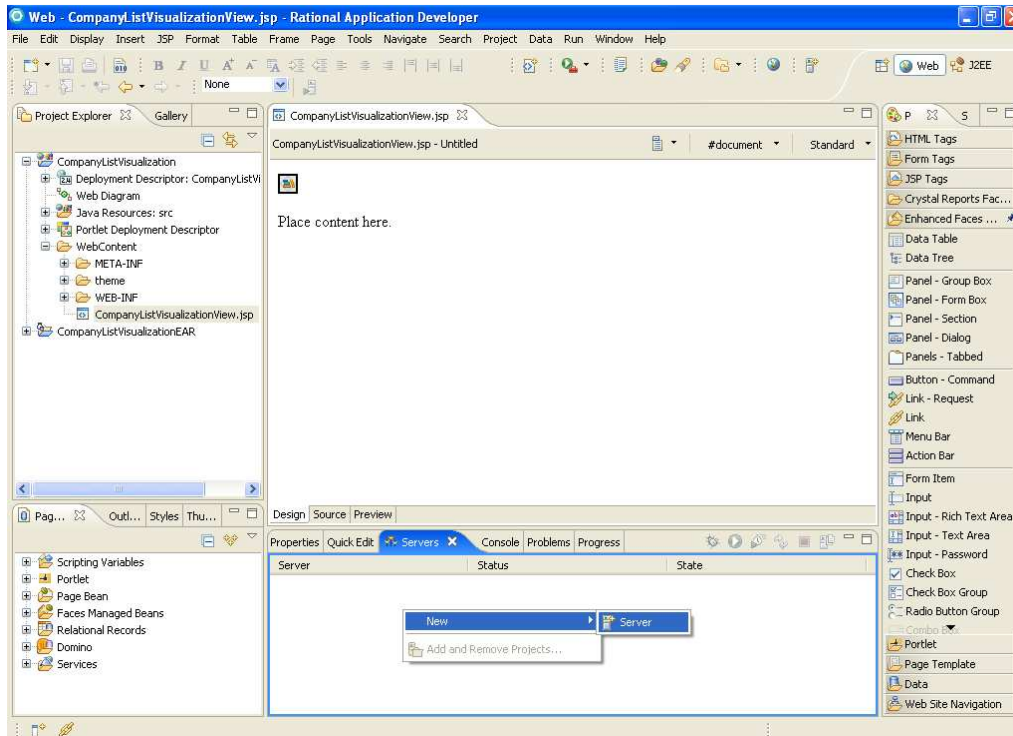 Web - CompanyListVisualizationView.jsp - Rational Application Developer
File Edit Display Insert JSP Format Table Frame Page Tools Navigate Search Project Data Run Window Help
B I U A A
Web J2EE
None
Project Explorer Gallery
CompanyListVisualization
Deployment Descriptor: CompanyListVi
Web Diagram
Java Resources: src
Portlet Deployment Descriptor
WebContent
META-INF
theme
WEB-INF
CompanyListVisualizationView.jsp
CompanyListVisualizationEAR
CompanyListVisualizationView.jsp
CompanyListVisualizationView.jsp - Untitled
#document Standard
Place content here.
Design Source Preview
P S
HTML Tags
Form Tags
JSP Tags
Crystal Reports Fac...
Enhanced Faces ...
Data Table
Data Tree
Panel - Group Box
Panel - Form Box
Panel - Section
Panel - Dialog
Panels - Tabbed
Button - Command
Link - Request
Link
Menu Bar
Action Bar
Form Item
Input
Input - Rich Text Area
Input - Text Area
Input - Password
Check Box
Check Box Group
Radio Button Group
Combo Box
Portlet
Page Template
Data
Web Site Navigation
Pag... Outl... Styles Thu...
Scripting Variables
Portlet
Page Bean
Faces Managed Beans
Relational Records
Domino
Services
Properties Quick Edit Servers Console Problems Progress
Server Status State
New
Server
Add and Remove Projects...